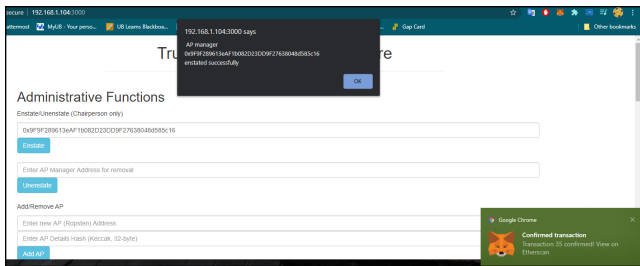 secure | 192.168.1.104:3000
attermost MyUB - Your perso... UB Learns Blackboa... Gap Card Other bookmarks
192.168.1.104:3000 says
AP manager
0x9F9F289613eAF1b082D23DD9F27638048d585c16
enstated successfully
OK
Tru re
Administrative Functions
Enstate/Unenstate (Chairperson only)
0x9F9F289613eAF1b082D23DD9F27638048d585c16
Enstate
Enter AP Manager Address for removal
Unenstate
Add/Remove AP
Enter new AP (Ropsten) Address
Enter AP Details Hash (Keccak, 32-byte)
Add AP
Google Chrome
Confirmed transaction
Transaction 35 confirmed! View on
Etherscan